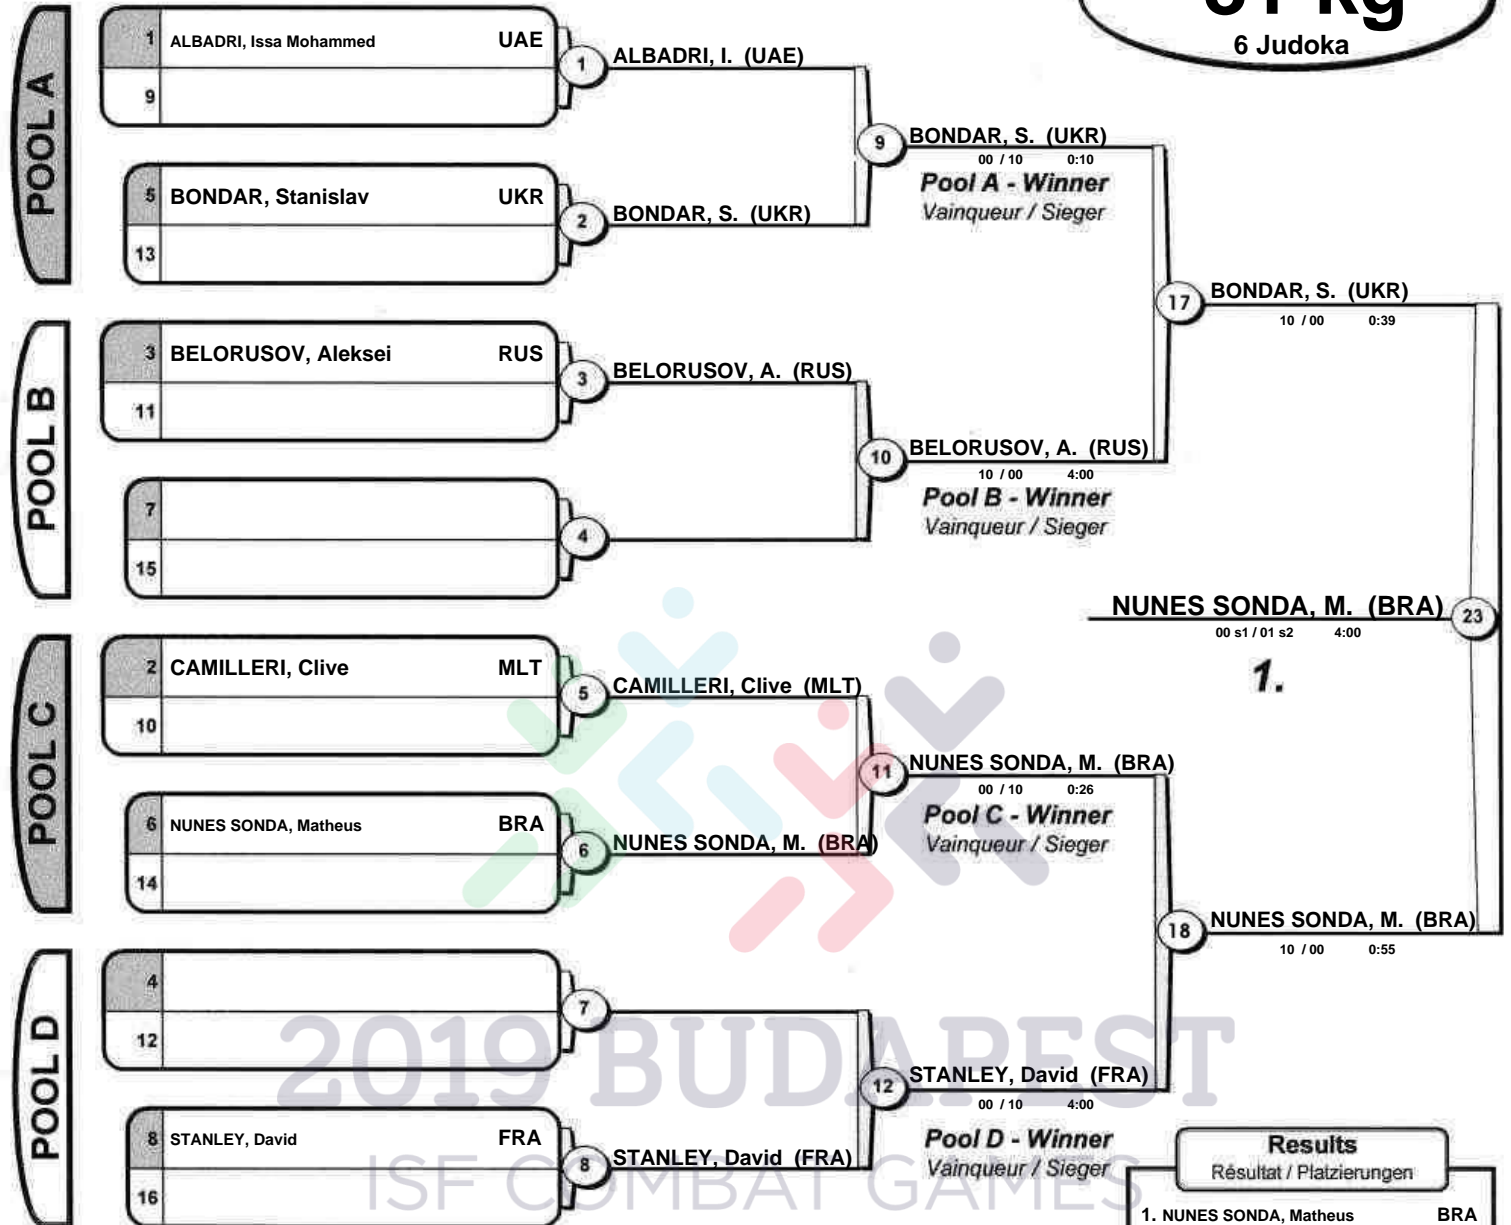 81 kg
6 Judoka
POOL A
1 ALBADRI, Issa Mohammed UAE
9
1
ALBADRI, I. (UAE)
5 BONDAR, Stanislav UKR
13
2
BONDAR, S. (UKR)
9
BONDAR, S. (UKR)
00 / 10 0:10
Pool A - Winner
Vainqueur / Sieger
POOL B
3 BELORUSOV, Aleksei RUS
11
3
BELORUSOV, A. (RUS)
7
15
4
10
BELORUSOV, A. (RUS)
10 / 00 4:00
Pool B - Winner
Vainqueur / Sieger
17
BONDAR, S. (UKR)
10 / 00 0:39
NUNES SONDA, M. (BRA)
23
00 s1 / 01 s2 4:00
1.
POOL C
2 CAMILLERI, Clive MLT
10
5
CAMILLERI, Clive (MLT)
6 NUNES SONDA, Matheus BRA
14
6
NUNES SONDA, M. (BRA)
11
NUNES SONDA, M. (BRA)
00 / 10 0:26
Pool C - Winner
Vainqueur / Sieger
POOL D
4
12
7
8 STANLEY, David FRA
16
8
STANLEY, David (FRA)
12
STANLEY, David (FRA)
00 / 10 4:00
Pool D - Winner
Vainqueur / Sieger
18
NUNES SONDA, M. (BRA)
10 / 00 0:55
2019 BUDAPEST
ISF COMBAT GAMES
Results
Résultat / Platzierungen
1. NUNES SONDA, Matheus BRA